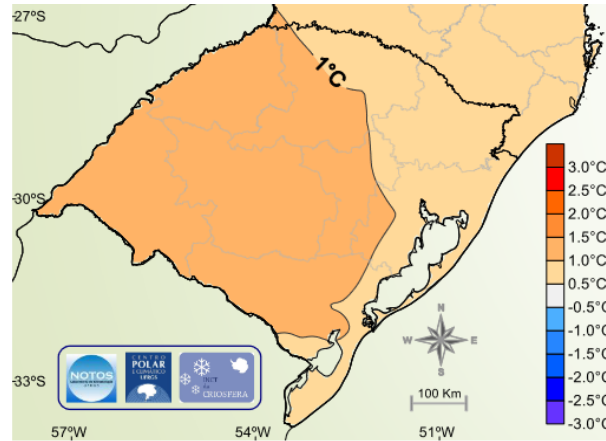 27°S
1°C
30°S
33°S
57°W
54°W
51°W
3.0°C
2.5°C
2.0°C
1.5°C
1.0°C
0.5°C
-0.5°C
-1.0°C
-1.5°C
-2.0°C
-2.5°C
-3.0°C
N
W E
S
100 Km
NOTOS
CENTRO
POLAR
E CLIMÁTICO
UFRGS
INCT
da
CRIOSFERA